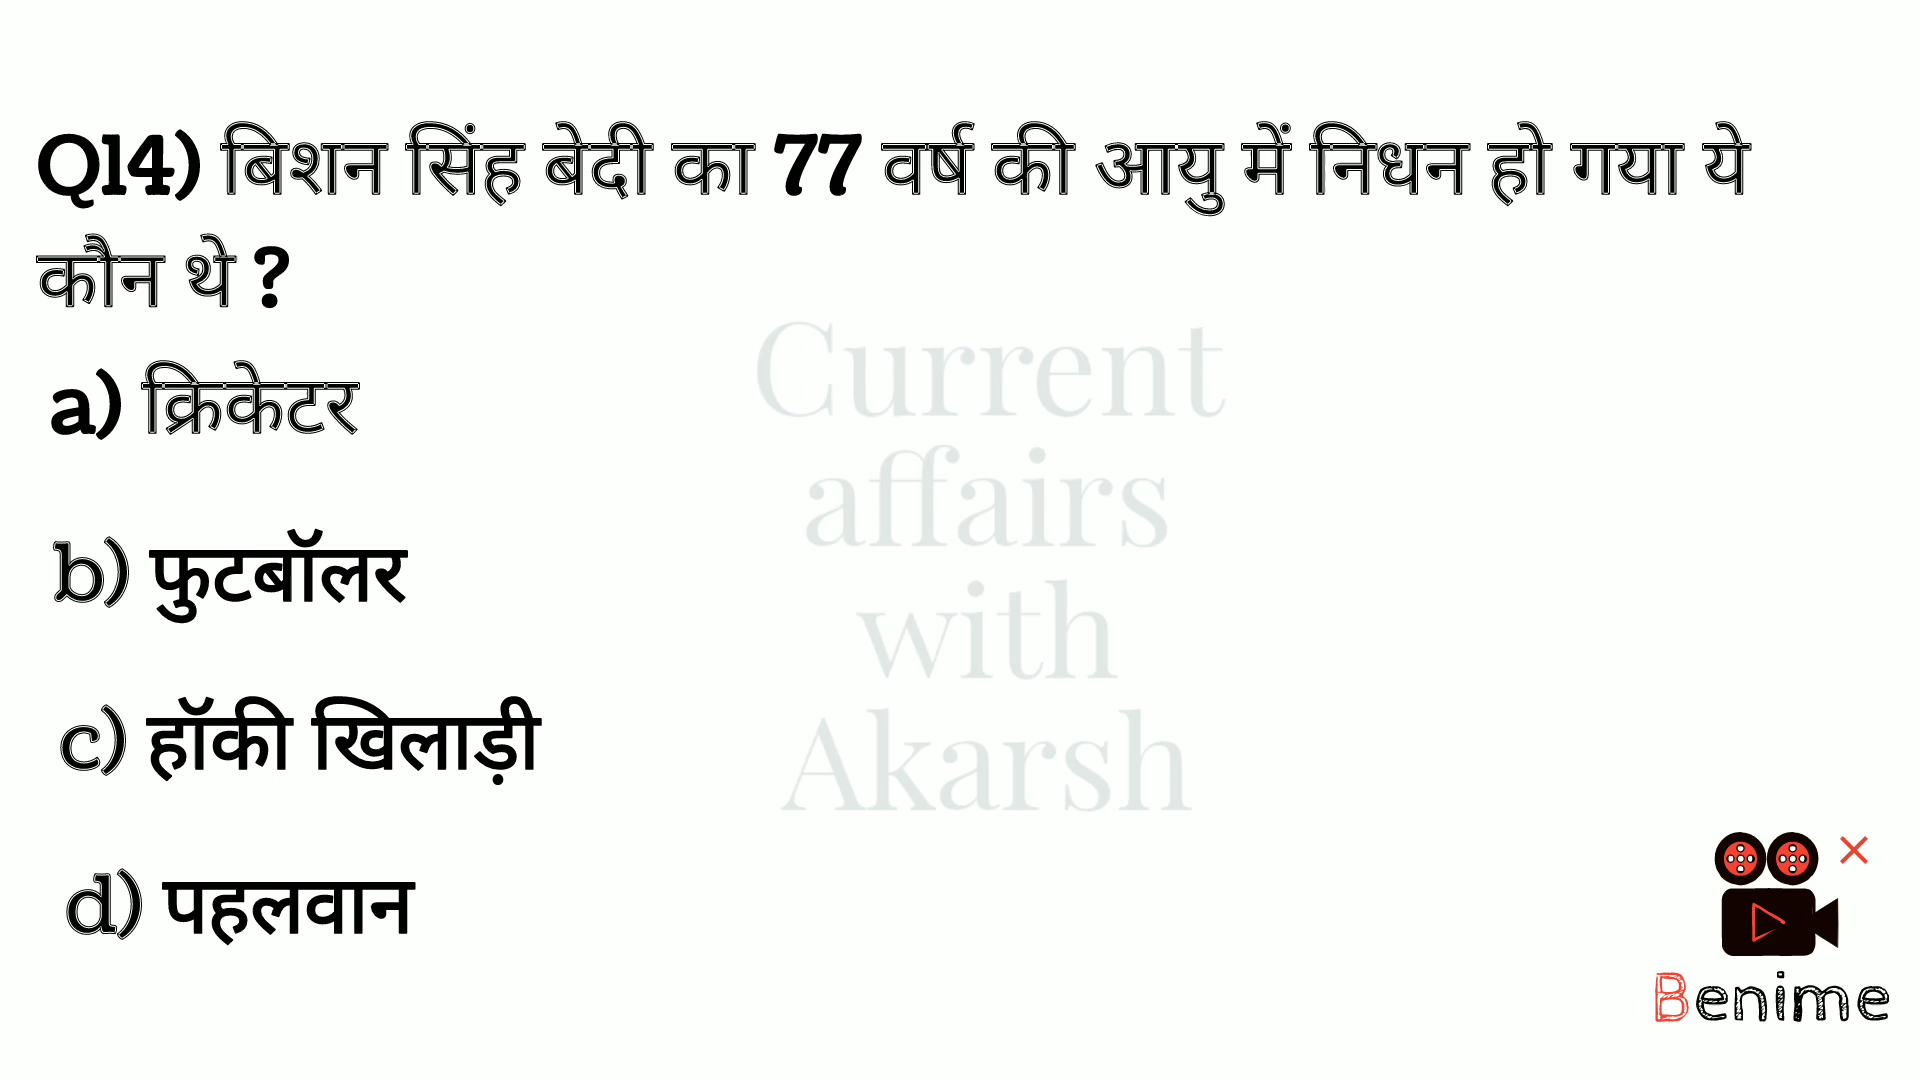 Q14) बिशन सिंह बेदी का 77 वर्ष की आयु में निधन हो गया ये
कौन थे ?
a) क्रिकेटर
b) फुटबॉलर
c) हॉकी खिलाड़ी
d) पहलवान
Current
affairs
with
Akarsh
Benime